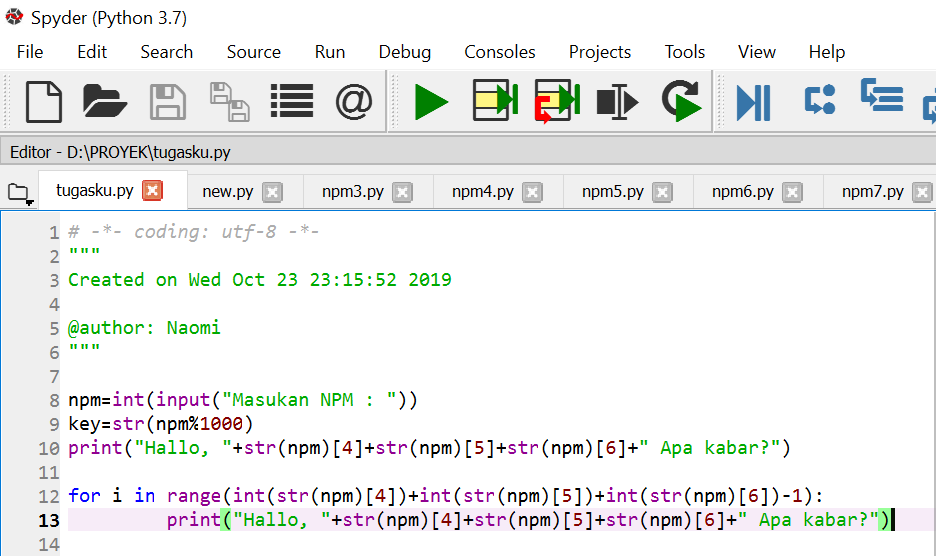 Spyder (Python 3.7)
File Edit Search Source Run Debug Consoles Projects Tools View Help
@
Editor - D:\PROYEK\tugasku.py
tugasku.py new.py npm3.py npm4.py npm5.py npm6.py npm7.py
1 # -*- coding: utf-8 -*-
2 """
3 Created on Wed Oct 23 23:15:52 2019
4
5 @author: Naomi
6 """
7
8 npm=int(input("Masukan NPM : "))
9 key=str(npm%1000)
10 print("Hallo, "+str(npm)[4]+str(npm)[5]+str(npm)[6]+" Apa kabar?")
11
12 for i in range(int(str(npm)[4])+int(str(npm)[5])+int(str(npm)[6])-1):
13         print("Hallo, "+str(npm)[4]+str(npm)[5]+str(npm)[6]+" Apa kabar?")
14